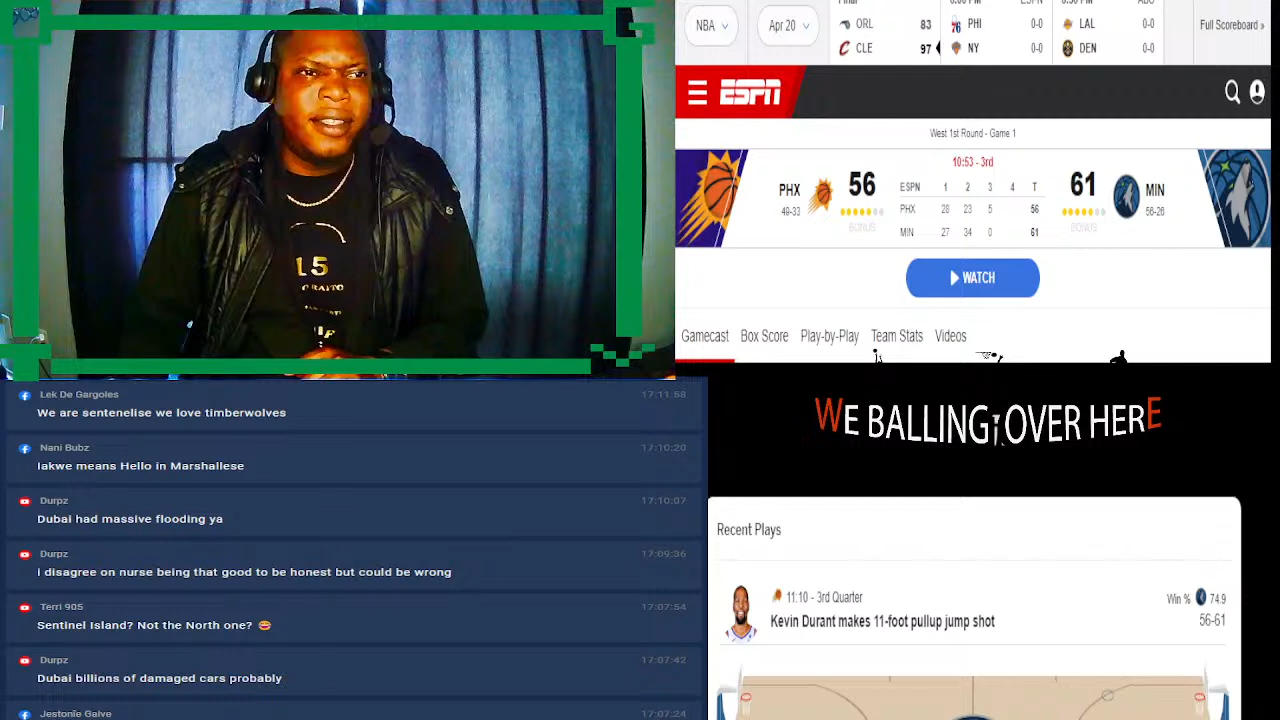 NBA
Apr 20
ORL 83
CLE 97
PHI 0-0
NY 0-0
LAL 0-0
DEN 0-0
Full Scoreboard »
ESPN
West 1st Round - Game 1
10:53 - 3rd
PHX
49-33
56
BONUS
ESPN 1 2 3 4 T
PHX 28 23 5 56
MIN 27 34 0 61
61
BONUS
MIN
56-26
WATCH
Gamecast Box Score Play-by-Play Team Stats Videos
15
Lek De Gargoles 17:11:58
We are sentenelise we love timberwolves
Nani Bubz 17:10:20
Iakwe means Hello in Marshallese
Durpz 17:10:07
Dubai had massive flooding ya
Durpz 17:09:36
i disagree on nurse being that good to be honest but could be wrong
Terri 905 17:07:54
Sentinel Island? Not the North one? 😂
Durpz 17:07:42
Dubai billions of damaged cars probably
Jestonîe Galve 17:07:24
WE BALLING OVER HERE
Recent Plays
11:10 - 3rd Quarter
Kevin Durant makes 11-foot pullup jump shot
Win % 74.9
56-61